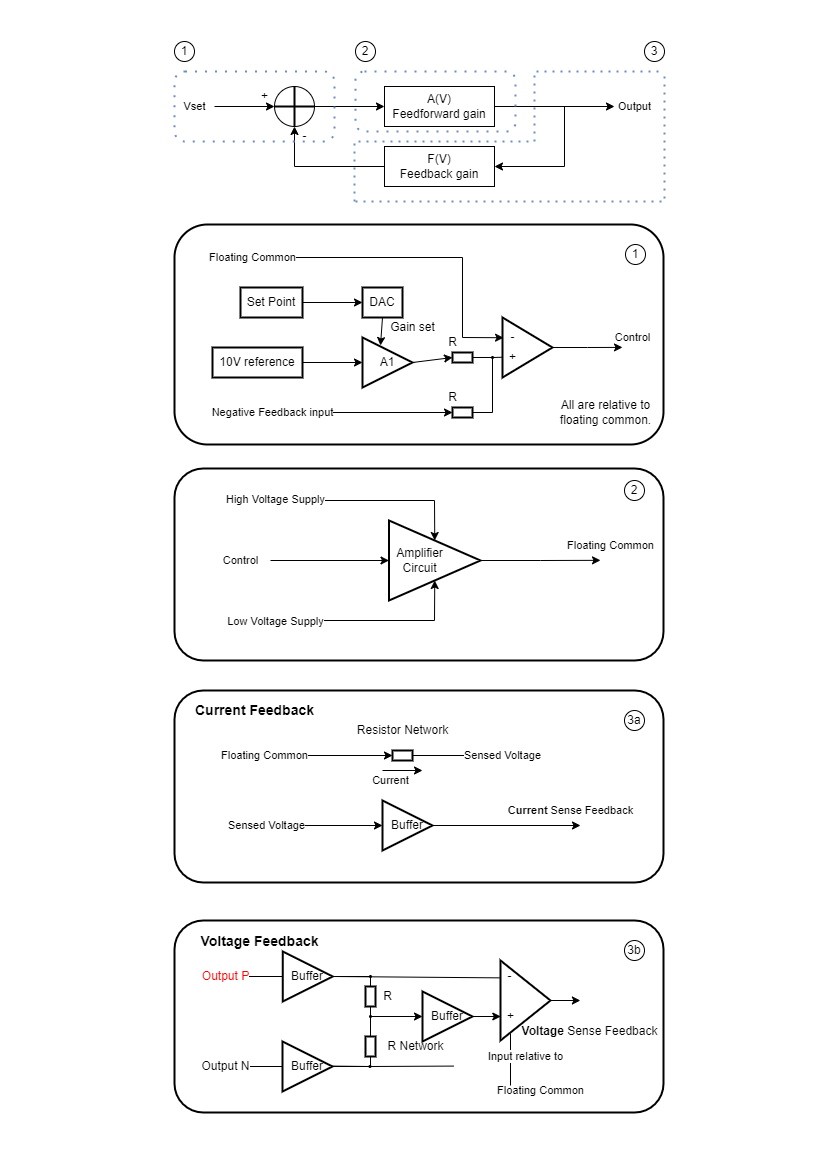 1
2
3
Vset
+
-
A(V)
Feedforward gain
Output
F(V)
Feedback gain
1
Floating Common
Set Point
DAC
Gain set
10V reference
A1
R
-
+
Control
R
Negative Feedback input
All are relative to
floating common.
2
High Voltage Supply
Control
Amplifier
Circuit
Floating Common
Low Voltage Supply
Current Feedback
3a
Resistor Network
Floating Common
Sensed Voltage
Current
Sensed Voltage
Buffer
Current Sense Feedback
Voltage Feedback
3b
Output P
Buffer
-
R
Buffer
+
Voltage Sense Feedback
R Network
Input relative to
Output N
Buffer
Floating Common